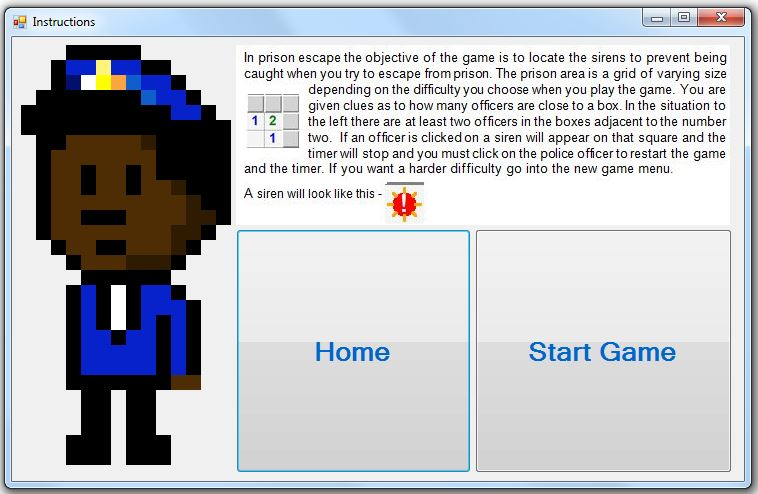 Instructions
In prison escape the objective of the game is to locate the sirens to prevent being
caught when you try to escape from prison. The prison area is a grid of varying size
depending on the difficulty you choose when you play the game. You are
given clues as to how many officers are close to a box. In the situation to
the left there are at least two officers in the boxes adjacent to the number
two. If an officer is clicked on a siren will appear on that square and the
timer will stop and you must click on the police officer to restart the game
and the timer. If you want a harder difficulty go into the new game menu.
1 2
1
A siren will look like this -
!
Home
Start Game